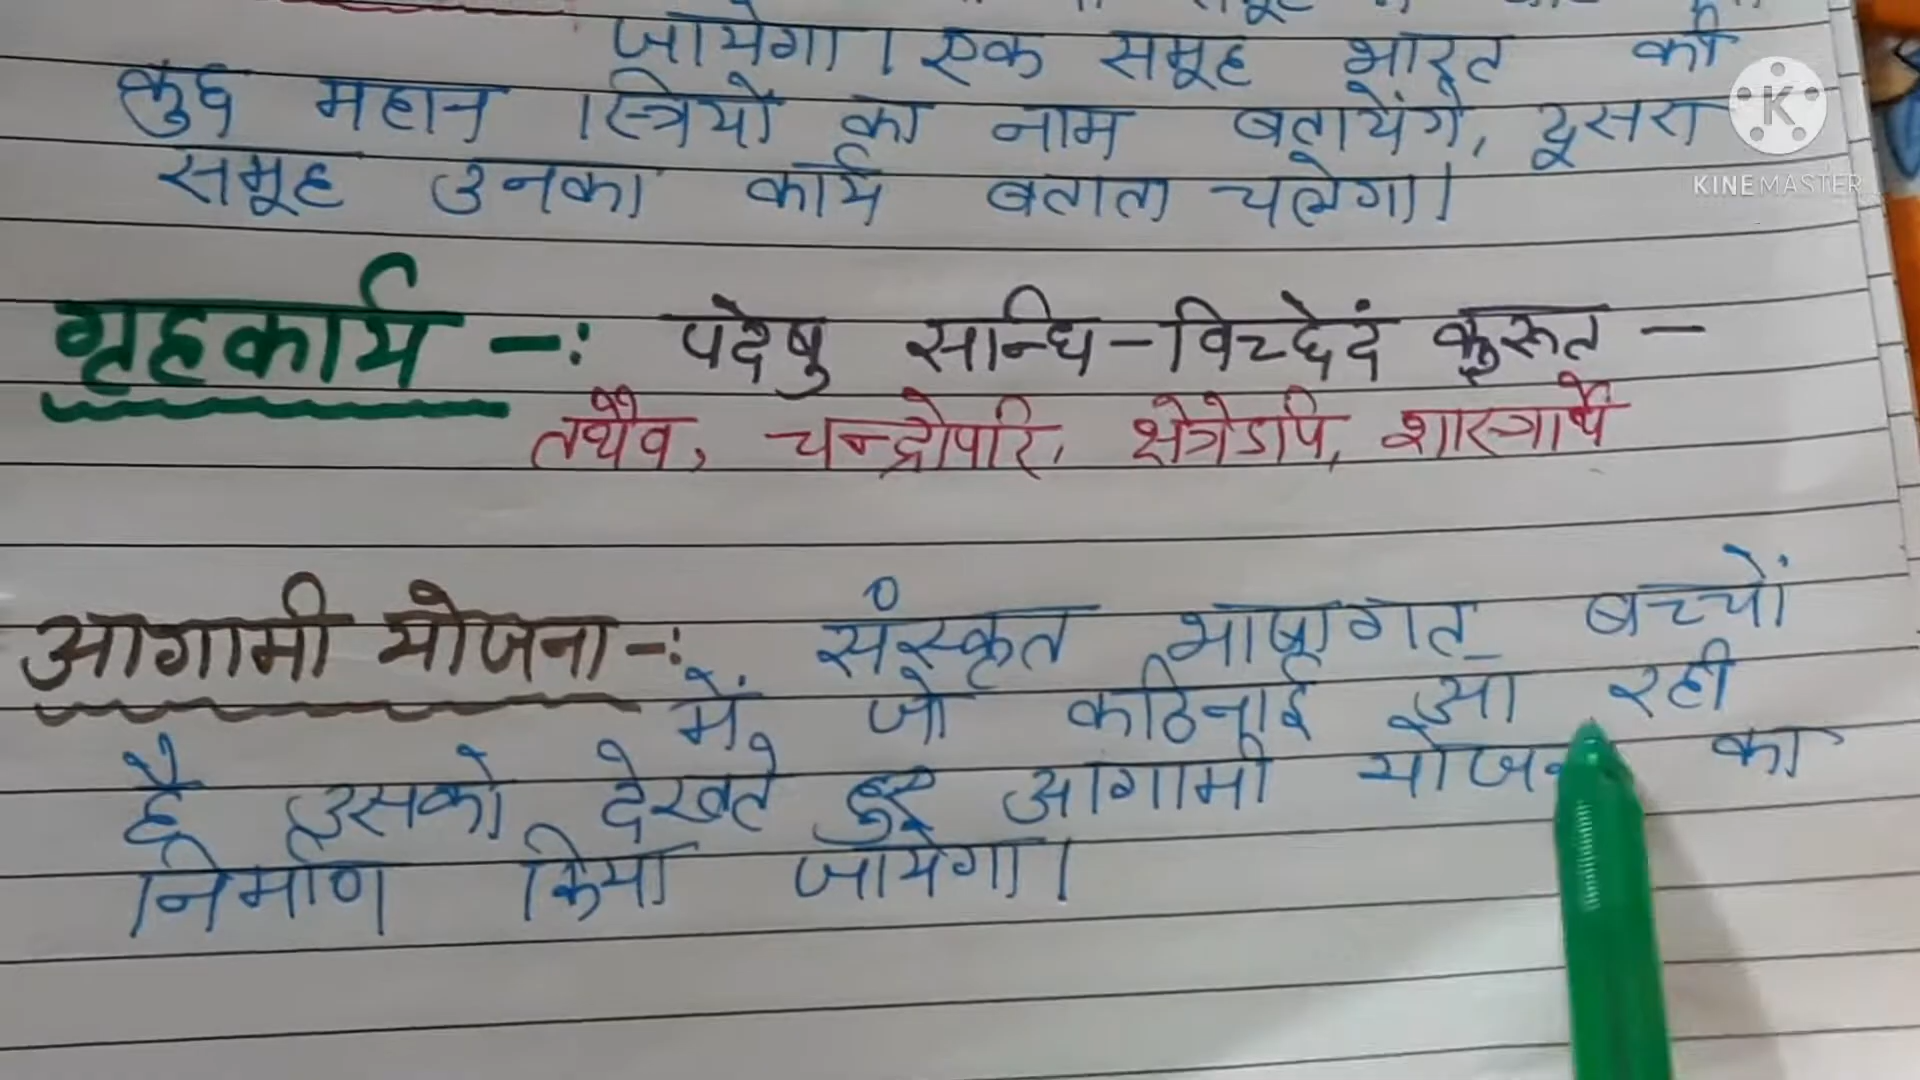 जायेगा। एक समूह भारत की
कुछ महान स्त्रियों का नाम बतायेंगे, दूसरा
समूह उनका कार्य बताता चलेगा।
गृहकार्य -: पदेषु सन्धि-विच्छेदं कुरूत -
तथैव, चन्द्रोपरि, क्षेत्रेऽपि, शास्त्रार्थे
आगामी योजना -: संस्कृत भाषागत बच्चों
में जो कठिनाई आ रही
है उसको देखते हुए आगामी योजना का
निर्माण किया जायेगा।
K
KINEMASTER